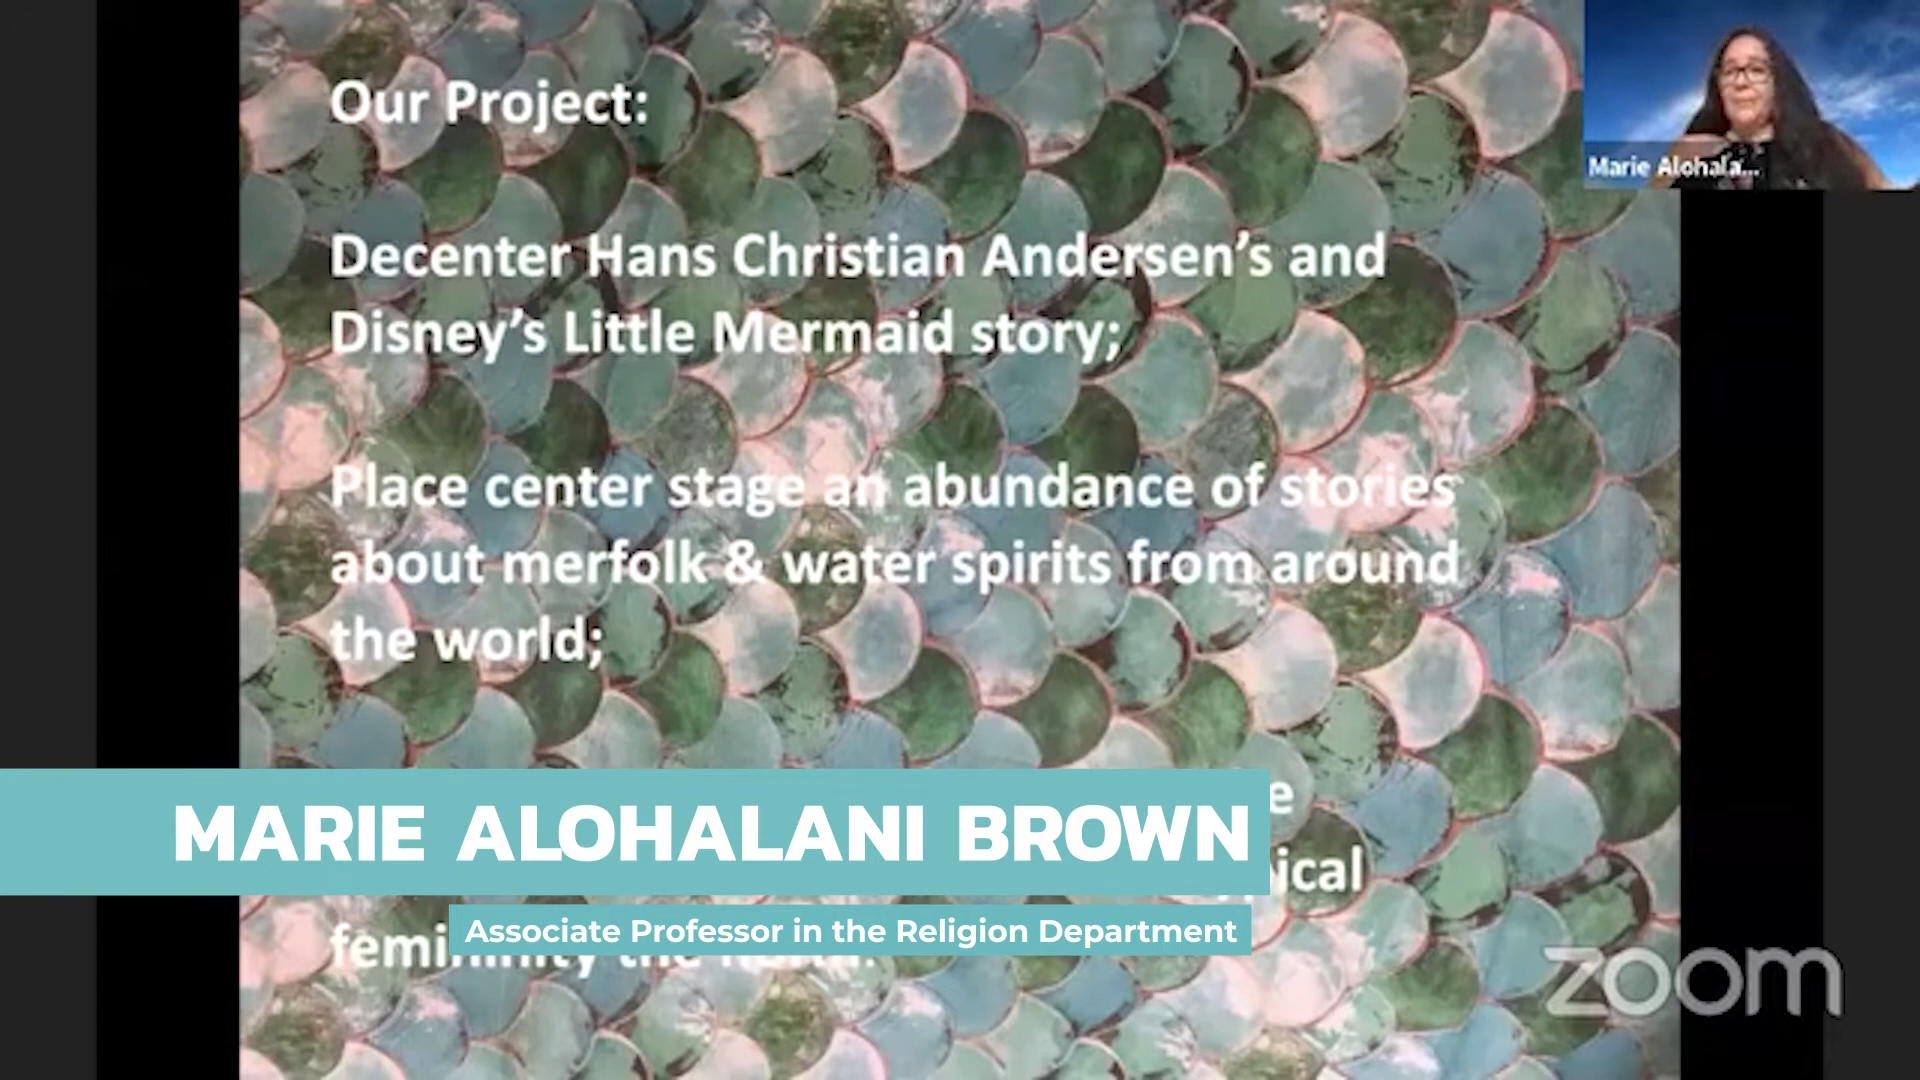 Our Project:
Marie Alohala...
Decenter Hans Christian Andersen’s and
Disney’s Little Mermaid story;
Place center stage an abundance of stories
about merfolk & water spirits from around
the world;
MARIE ALOHALANI BROWN
Associate Professor in the Religion Department
zoom